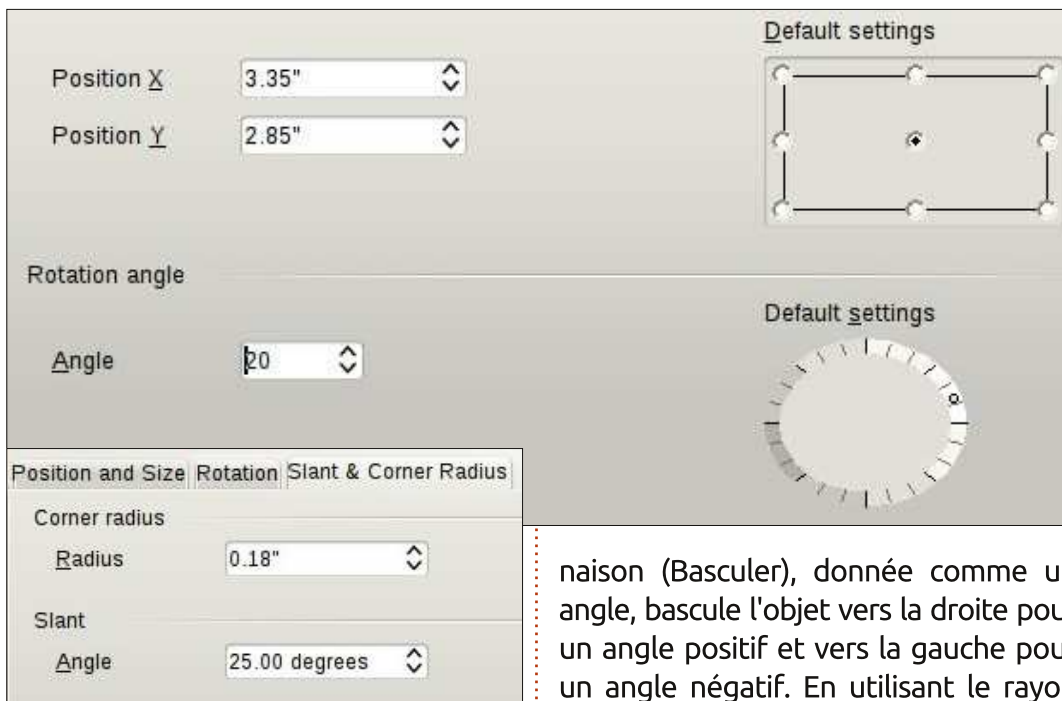 Default settings
Position X 3.35"
Position Y 2.85"
Rotation angle
Default settings
Angle 20
Position and Size Rotation Slant & Corner Radius
Corner radius
Radius 0.18"
Slant
Angle 25.00 degrees
naison (Basculer), donnée comme u
angle, bascule l'objet vers la droite pou
un angle positif et vers la gauche pou
un angle négatif. En utilisant le rayo